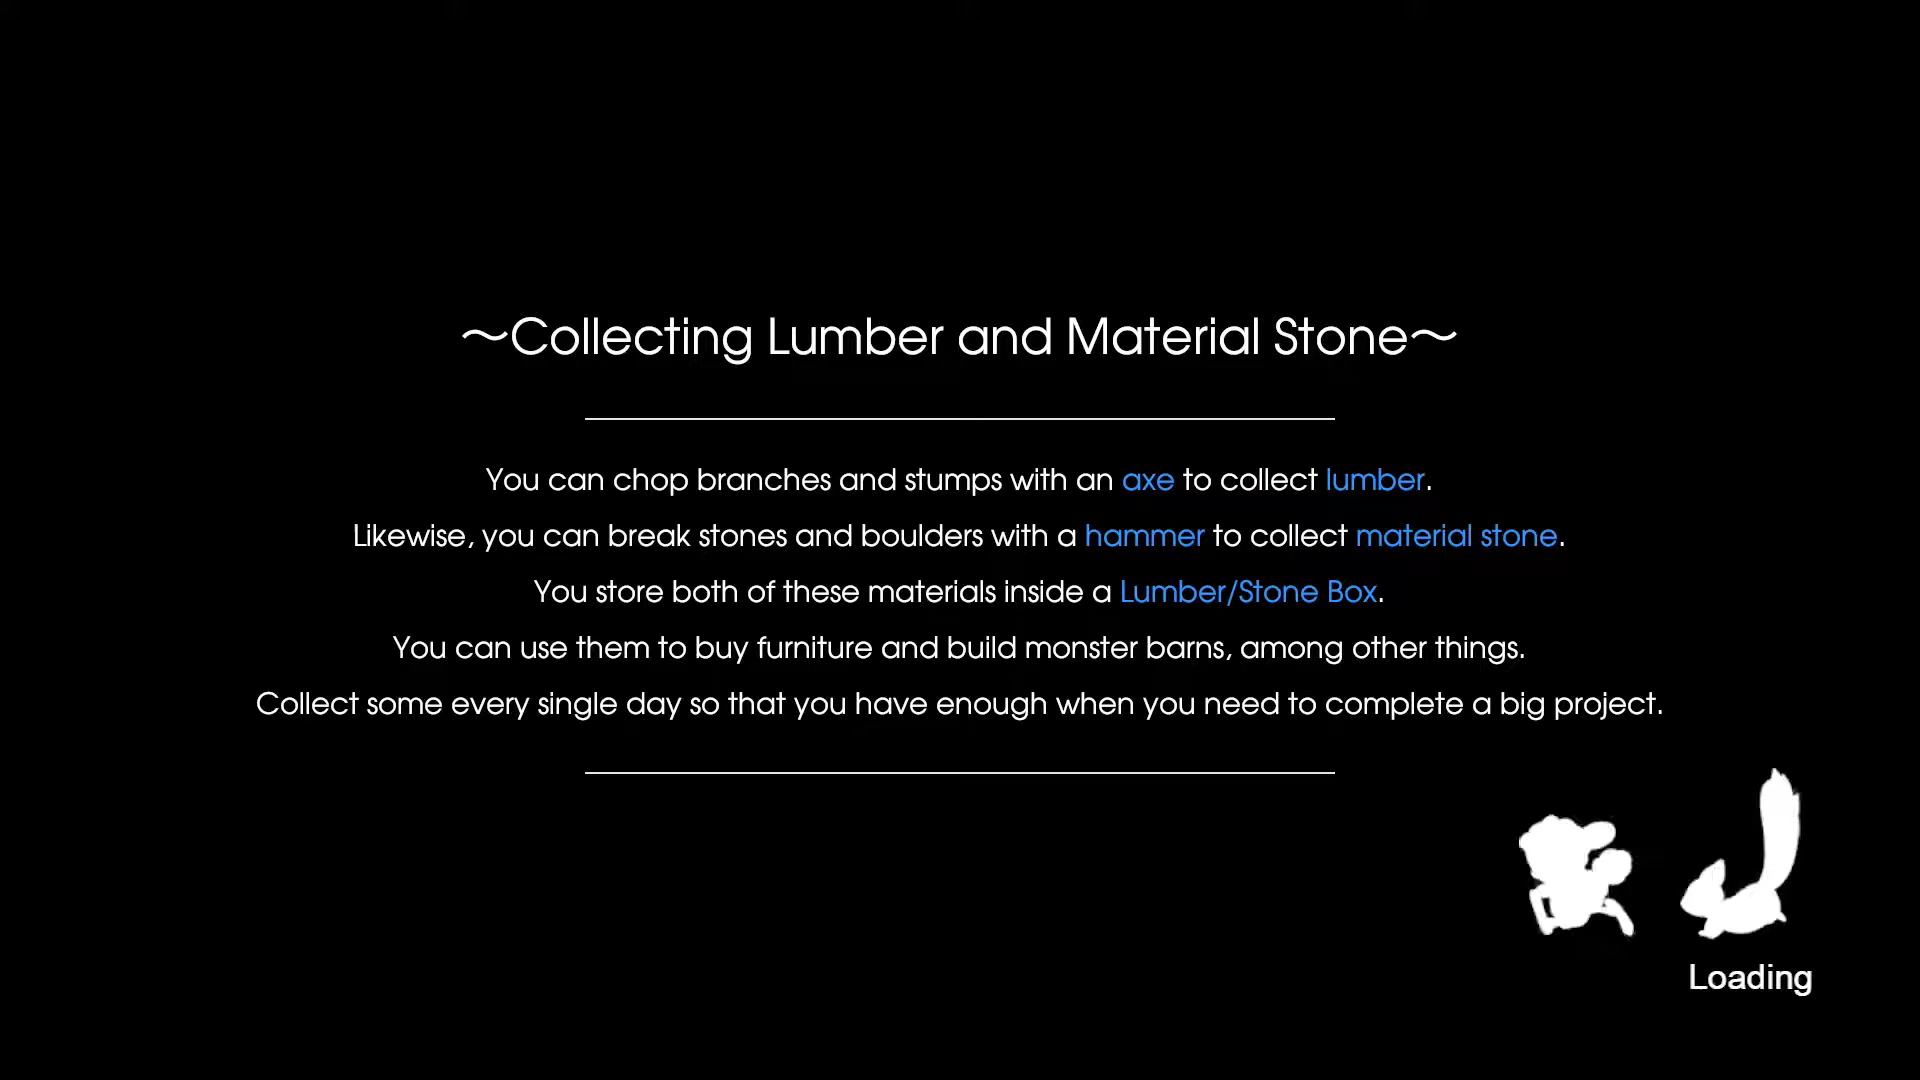 ～Collecting Lumber and Material Stone～
You can chop branches and stumps with an axe to collect lumber.
Likewise, you can break stones and boulders with a hammer to collect material stone.
You store both of these materials inside a Lumber/Stone Box.
You can use them to buy furniture and build monster barns, among other things.
Collect some every single day so that you have enough when you need to complete a big project.
Loading